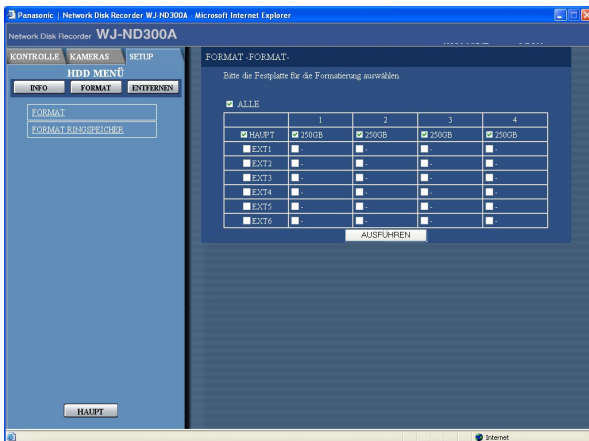 Panasonic | Network Disk Recorder WJ-ND300A - Microsoft Internet Explorer
Network Disk Recorder WJ-ND300A
KONTROLLE KAMERAS SETUP
HDD MENÜ
INFO FORMAT ENTFERNEN
FORMAT
FORMAT RINGSPEICHER
HAUPT
FORMAT -FORMAT-
Bitte die Festplatte für die Formatierung auswählen.
ALLE
1 2 3 4
HAUPT 250GB 250GB 250GB 250GB
EXT1 - - - -
EXT2 - - - -
EXT3 - - - -
EXT4 - - - -
EXT5 - - - -
EXT6 - - - -
AUSFÜHREN
Internet